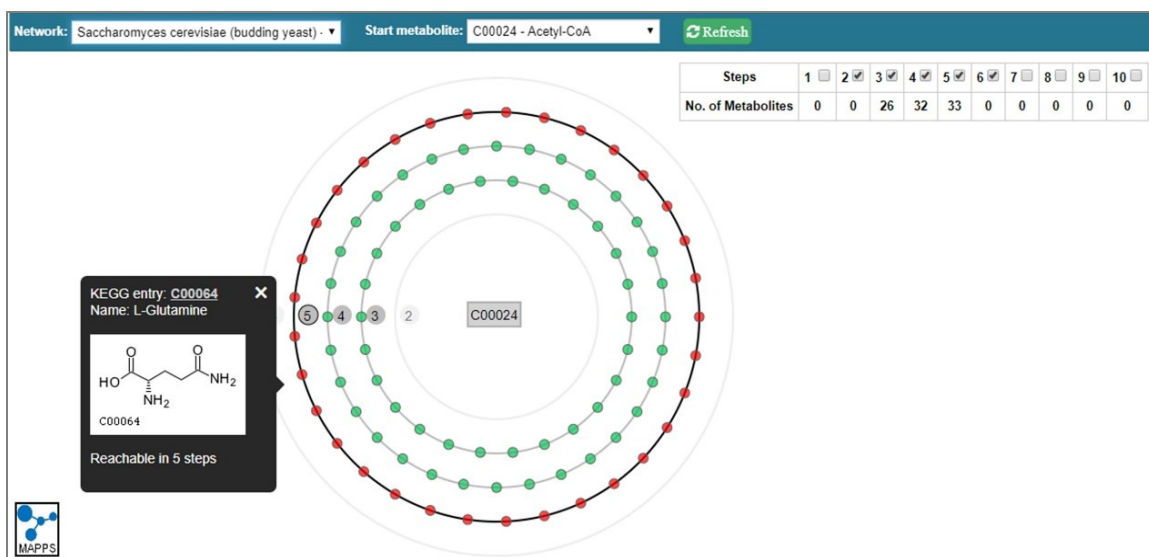 Network: Saccharomyces cerevisiae (budding yeast) - Start metabolite: C00024 - Acetyl-CoA Refresh
Steps 1 2 3 4 5 6 7 8 9 10
No. of Metabolites 0 0 26 32 33 0 0 0 0 0
KEGG entry: C00064 ×
Name: L-Glutamine
O O
HO NH2
NH2
C00064
Reachable in 5 steps
5 4 3 2 C00024
MAPPS